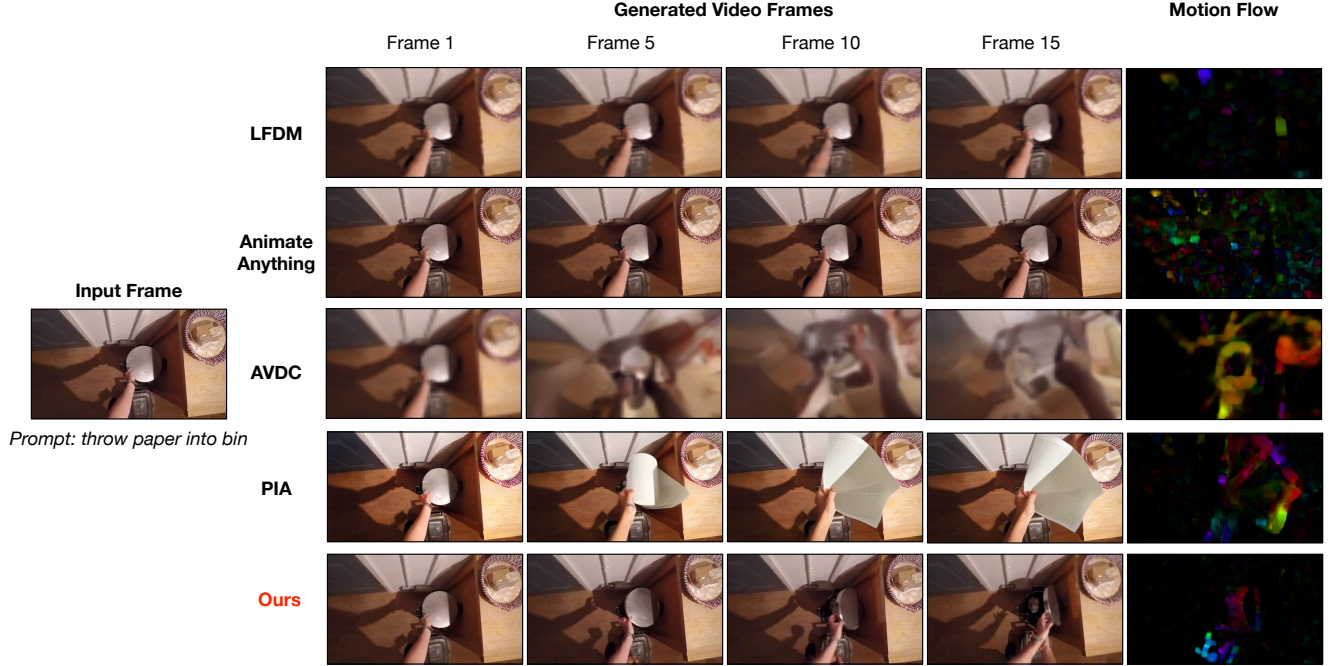 Generated Video Frames
Motion Flow
Frame 1
Frame 5
Frame 10
Frame 15
LFDM
Animate
Anything
Input Frame
AVDC
Prompt: throw paper into bin
PIA
Ours